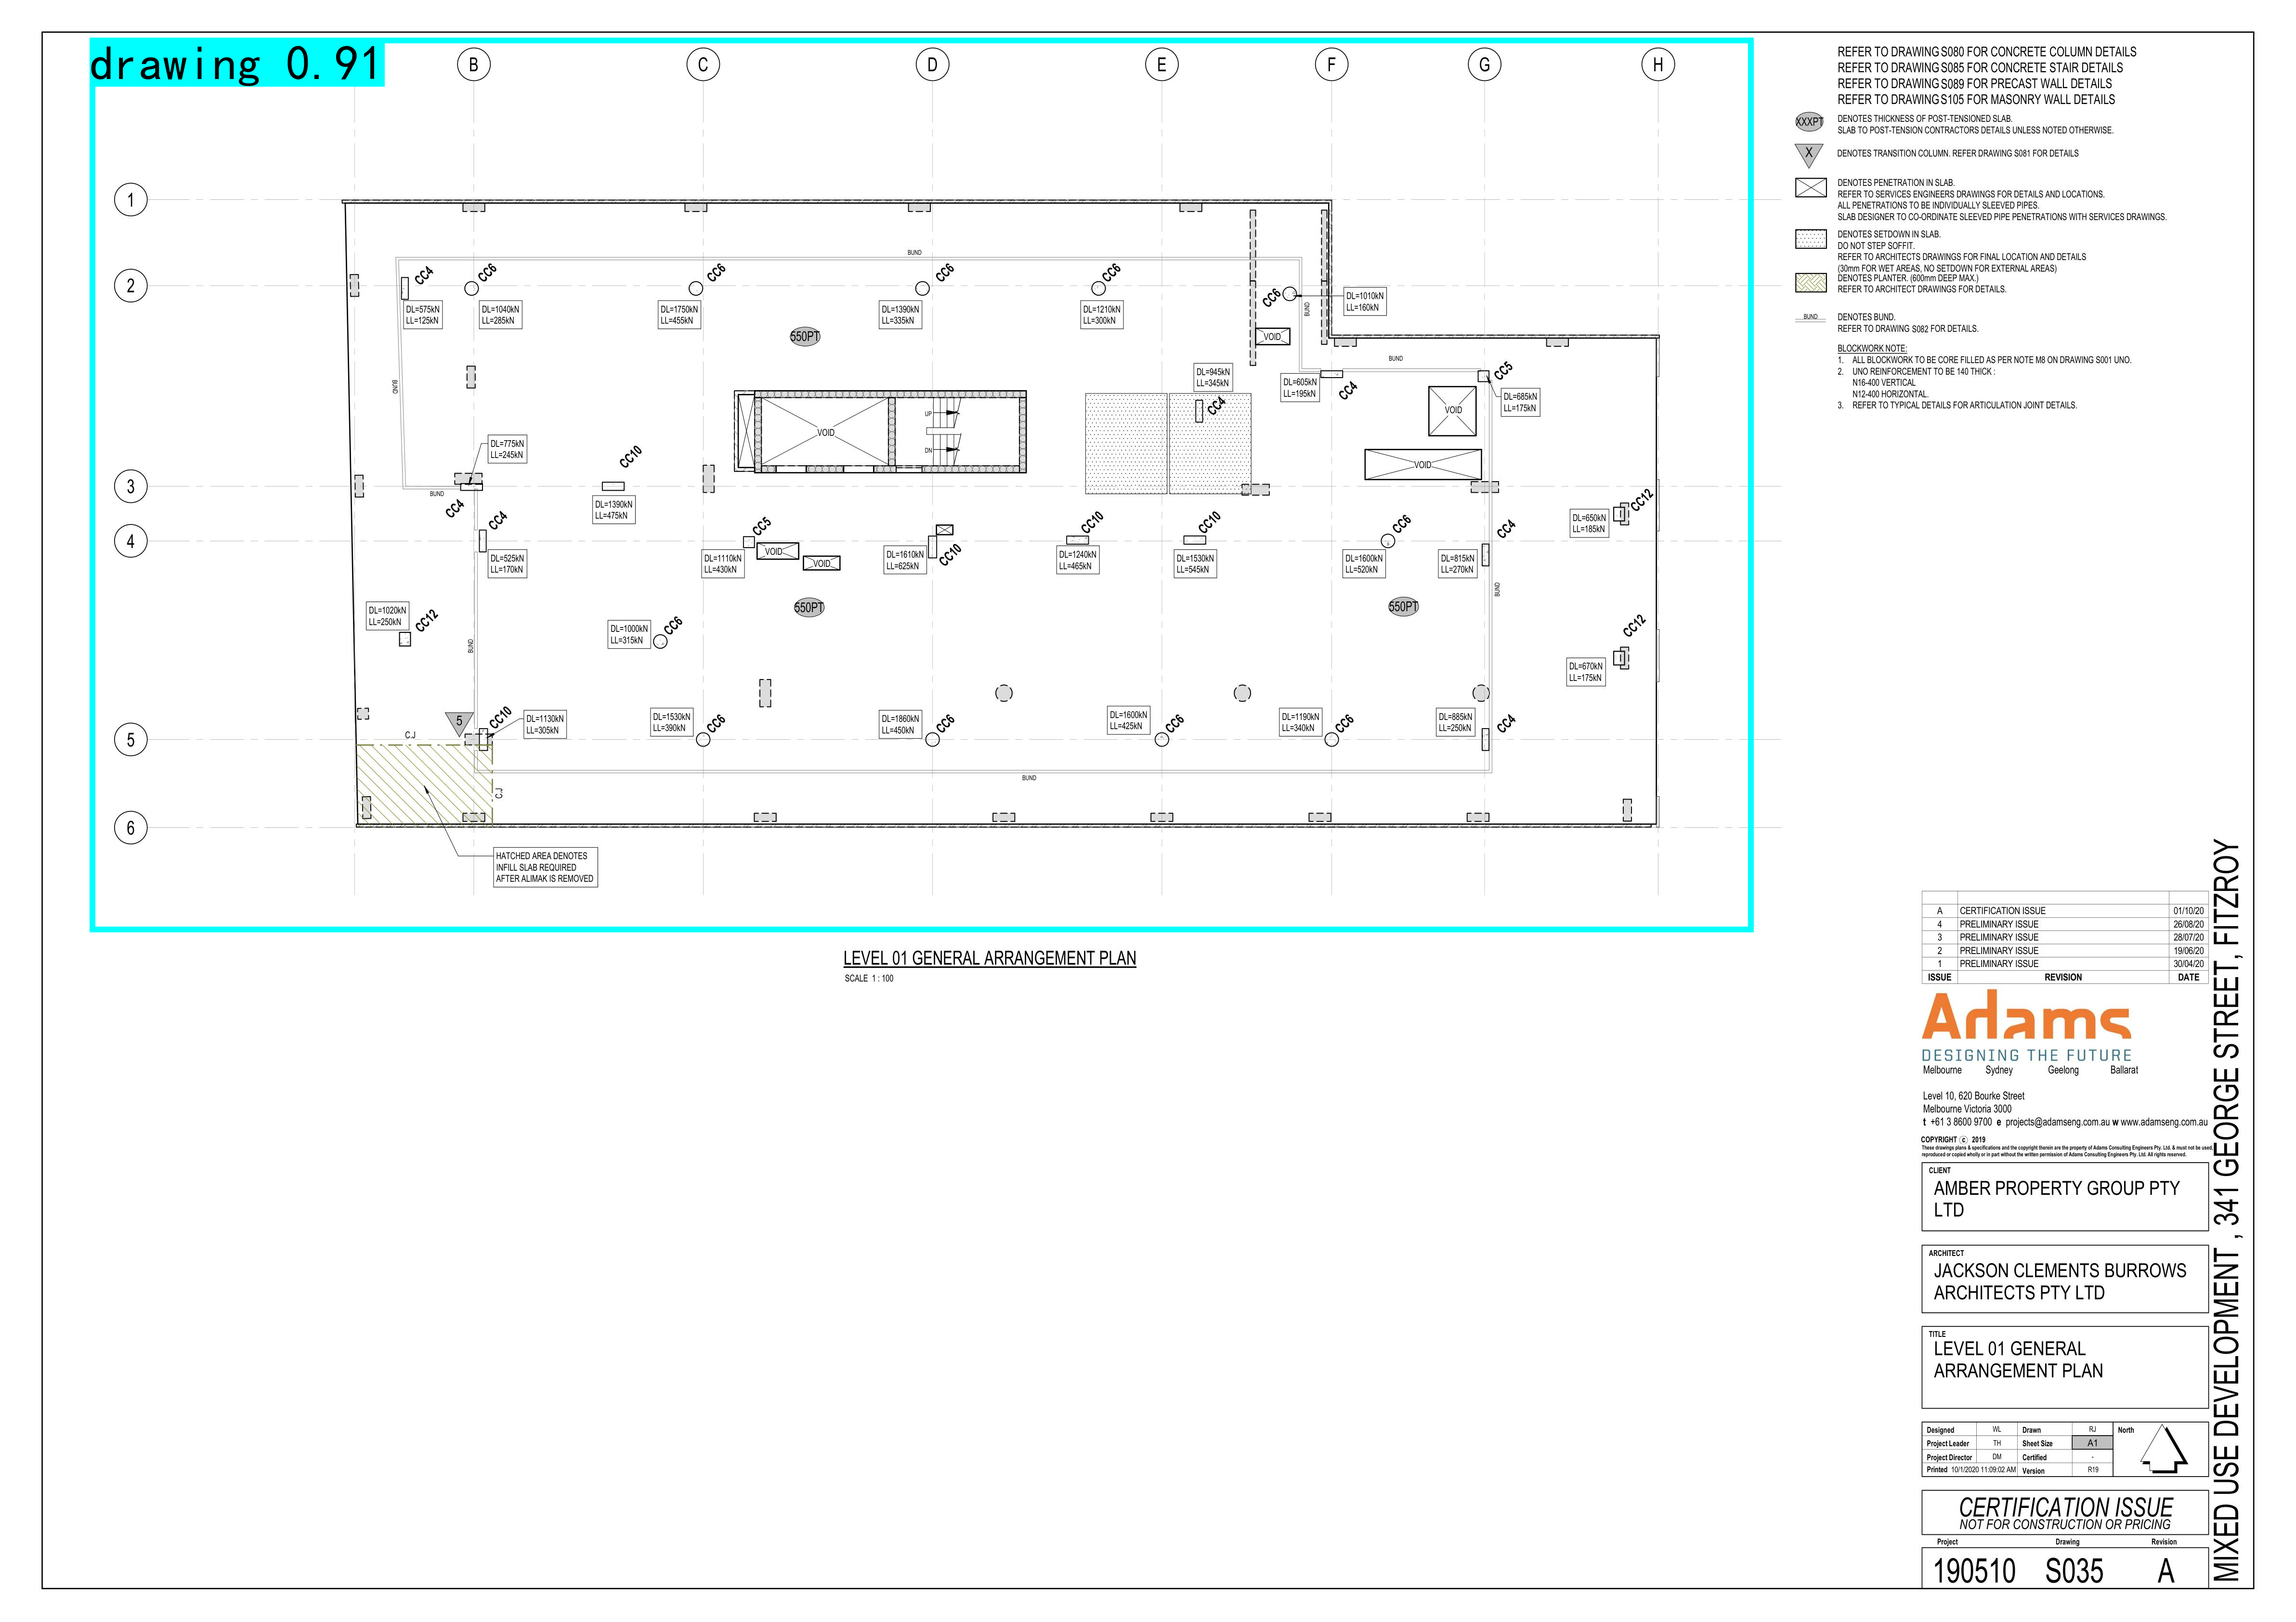 drawing 0.91
B
C
D
E
F
G
H
1
2
3
4
5
6
BUND
CC4
CC6
CC6
CC6
CC6
CC6
DL=575kN
LL=125kN
DL=1040kN
LL=285kN
DL=1750kN
LL=455kN
DL=1390kN
LL=335kN
DL=1210kN
LL=300kN
DL=1010kN
LL=160kN
BUND
550PT
VOID
BUND
BUND
DL=945kN
LL=345kN
CC4
DL=605kN
LL=195kN
CC4
CC5
DL=685kN
LL=175kN
VOID
VOID
UP
DN
VOID
DL=775kN
LL=245kN
CC10
BUND
CC4
DL=1390kN
LL=475kN
CC4
DL=525kN
LL=170kN
CC5
DL=1110kN
LL=430kN
VOID
VOID
DL=1610kN
LL=625kN
CC10
CC10
DL=1240kN
LL=465kN
CC10
DL=1530kN
LL=545kN
CC6
DL=1600kN
LL=520kN
CC4
DL=815kN
LL=270kN
CC12
DL=650kN
LL=185kN
BUND
550PT
550PT
DL=1020kN
LL=250kN
CC12
BUND
DL=1000kN
LL=315kN
CC6
CC12
DL=670kN
LL=175kN
5
CC10
DL=1130kN
LL=305kN
DL=1530kN
LL=390kN
CC6
DL=1860kN
LL=450kN
CC6
DL=1600kN
LL=425kN
CC6
DL=1190kN
LL=340kN
CC6
DL=885kN
LL=250kN
CC4
C.J
C.J
BUND
HATCHED AREA DENOTES
INFILL SLAB REQUIRED
AFTER ALIMAK IS REMOVED
LEVEL 01 GENERAL ARRANGEMENT PLAN
SCALE 1 : 100
REFER TO DRAWING S080 FOR CONCRETE COLUMN DETAILS
REFER TO DRAWING S085 FOR CONCRETE STAIR DETAILS
REFER TO DRAWING S089 FOR PRECAST WALL DETAILS
REFER TO DRAWING S105 FOR MASONRY WALL DETAILS
XXXPT
DENOTES THICKNESS OF POST-TENSIONED SLAB.
SLAB TO POST-TENSION CONTRACTORS DETAILS UNLESS NOTED OTHERWISE.
X
DENOTES TRANSITION COLUMN. REFER DRAWING S081 FOR DETAILS
DENOTES PENETRATION IN SLAB.
REFER TO SERVICES ENGINEERS DRAWINGS FOR DETAILS AND LOCATIONS.
ALL PENETRATIONS TO BE INDIVIDUALLY SLEEVED PIPES.
SLAB DESIGNER TO CO-ORDINATE SLEEVED PIPE PENETRATIONS WITH SERVICES DRAWINGS.
DENOTES SETDOWN IN SLAB.
DO NOT STEP SOFFIT.
REFER TO ARCHITECTS DRAWINGS FOR FINAL LOCATION AND DETAILS
(30mm FOR WET AREAS, NO SETDOWN FOR EXTERNAL AREAS)
DENOTES PLANTER. (600mm DEEP MAX.)
REFER TO ARCHITECT DRAWINGS FOR DETAILS.
BUND
DENOTES BUND.
REFER TO DRAWING S082 FOR DETAILS.
BLOCKWORK NOTE:
1. ALL BLOCKWORK TO BE CORE FILLED AS PER NOTE M8 ON DRAWING S001 UNO.
2. UNO REINFORCEMENT TO BE 140 THICK :
N16-400 VERTICAL
N12-400 HORIZONTAL.
3. REFER TO TYPICAL DETAILS FOR ARTICULATION JOINT DETAILS.
A CERTIFICATION ISSUE 01/10/20
4 PRELIMINARY ISSUE 26/08/20
3 PRELIMINARY ISSUE 28/07/20
2 PRELIMINARY ISSUE 19/06/20
1 PRELIMINARY ISSUE 30/04/20
ISSUE REVISION DATE
Adams
DESIGNING THE FUTURE
Melbourne Sydney Geelong Ballarat
Level 10, 620 Bourke Street
Melbourne Victoria 3000
t +61 3 8600 9700 e projects@adamseng.com.au w www.adamseng.com.au
COPYRIGHT c 2019
These drawings plans & specifications and the copyright therein are the property of Adams Consulting Engineers Pty. Ltd. & must not be used,
reproduced or copied wholly or in part without the written permission of Adams Consulting Engineers Pty. Ltd. All rights reserved.
CLIENT
AMBER PROPERTY GROUP PTY
LTD
ARCHITECT
JACKSON CLEMENTS BURROWS
ARCHITECTS PTY LTD
TITLE
LEVEL 01 GENERAL
ARRANGEMENT PLAN
Designed WL Drawn RJ North
Project Leader TH Sheet Size A1
Project Director DM Certified -
Printed 10/1/2020 11:09:02 AM Version R19
CERTIFICATION ISSUE
NOT FOR CONSTRUCTION OR PRICING
Project Drawing Revision
190510 S035 A
MIXED USE DEVELOPMENT , 341 GEORGE STREET, FITZROY